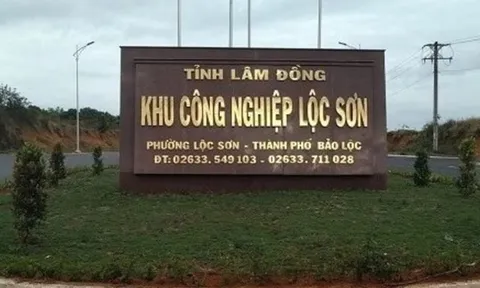 TỈNH LÂM ĐỒNG
KHU CÔNG NGHIỆP LỘC SƠN
PHƯỜNG LỘC SƠN - THÀNH PHỐ BẢO LỘC
ĐT: 02633.549 103 - 02633.711 028